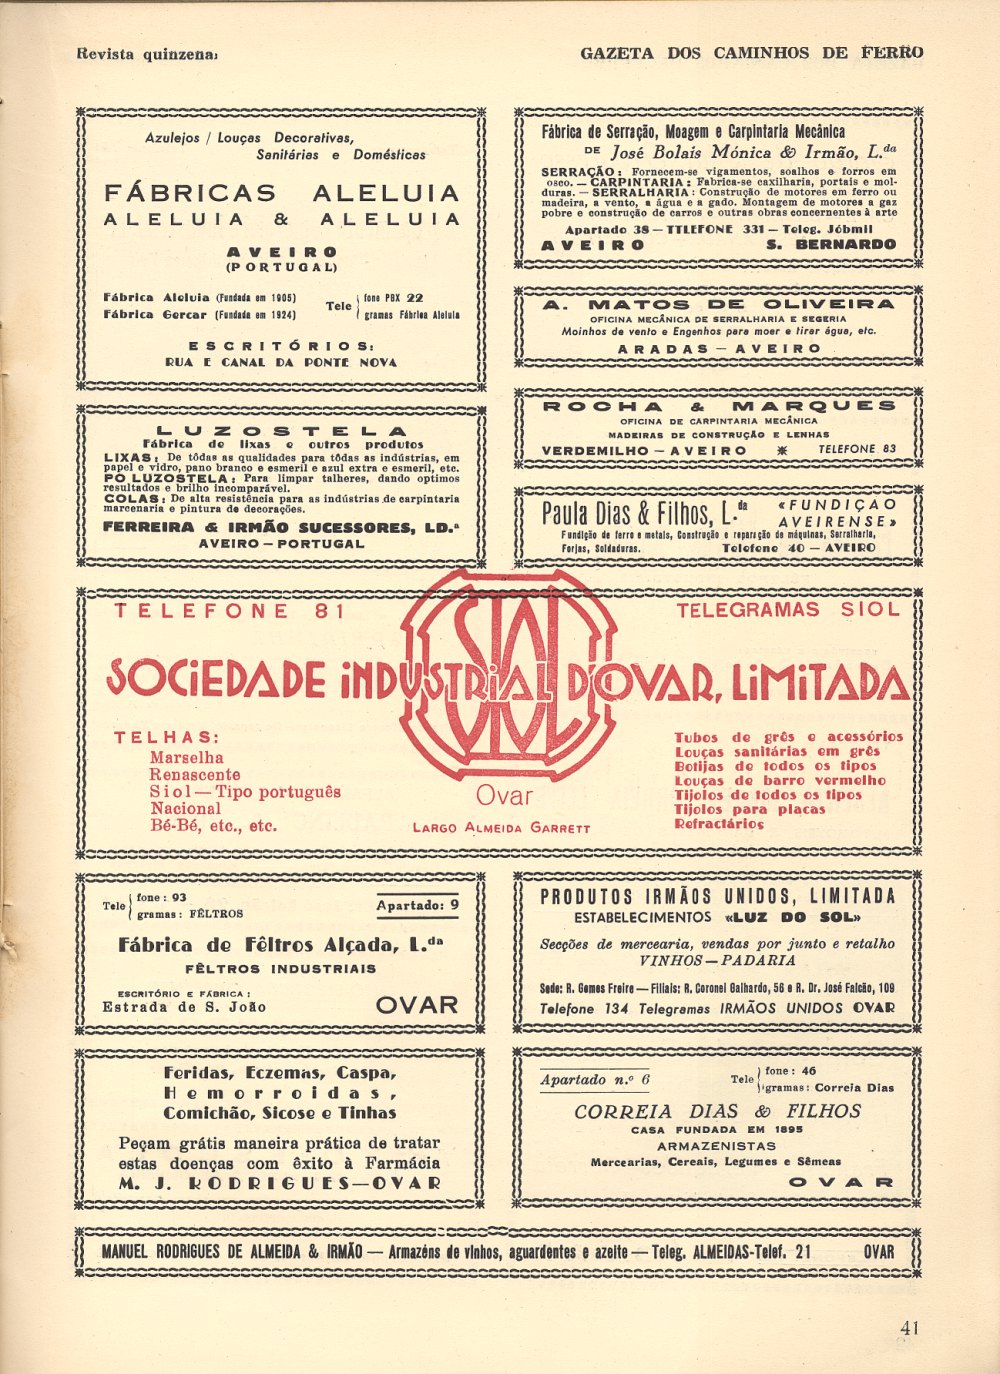 Revista quinzenal
GAZETA DOS CAMINHOS DE FERRO
Azulejos / Louças Decorativas,
Sanitárias e Domésticas
FÁBRICAS ALELUIA
ALELUIA & ALELUIA
AVEIRO
(PORTUGAL)
Fábrica Aleluia (Fundada em 1905)
Fábrica Gercar (Fundada em 1924)
Tele { fone PBX 22
gramas Fábrica Aleluia
ESCRITÓRIOS:
RUA E CANAL DA PONTE NOVA
Fábrica de Serração, Moagem e Carpintaria Mecânica
DE José Bolais Mónica & Irmão, L.da
SERRAÇÃO: Fornecem-se vigamentos, soalhos e forros em
osco. — CARPINTARIA: Fabrica-se caxilharia, portais e mol-
duras. — SERRALHARIA: Construção de motores em ferro ou
madeira, a vento, a água e a gado. Montagem de motores a gaz
pobre e construção de carros e outras obras concernentes à arte
Apartado 38 — TTLEFONE 331 — Teleg. Jóbmil
AVEIRO S. BERNARDO
A. MATOS DE OLIVEIRA
OFICINA MECÂNICA DE SERRALHARIA E SEGERIA
Moinhos de vento e Engenhos para moer e tirar água, etc.
ARADAS — AVEIRO
ROCHA & MARQUES
OFICINA DE CARPINTARIA MECÂNICA
MADEIRAS DE CONSTRUÇÃO E LENHAS
VERDEMILHO — AVEIRO * TELEFONE 83
LUZOSTELA
Fábrica de lixas e outros produtos
LIXAS: De tôdas as qualidades para tôdas as indústrias, em
papel e vidro, pano branco e esmeril e azul extra e esmeril, etc.
PÓ LUZOSTELA: Para limpar talheres, dando optimos
resultados e brilho incomparável.
COLAS: De alta resistência para as indústrias de carpintaria
marcenaria e pintura de decorações.
FERREIRA & IRMÃO SUCESSORES, LD.ª
AVEIRO — PORTUGAL
Paula Dias & Filhos, L.da «FUNDIÇAO
AVEIRENSE»
Fundição de ferro e metais, Construção e reparação de máquinas, Serralharia,
Forjas, Soldaduras. Telefone 40 — AVEIRO
TELEFONE 81
TELEGRAMAS SIOL
SIOL
SOCIEDADE INDUSTRIAL D'OVAR, LIMITADA
TELHAS:
Marselha
Renascente
Siol — Tipo português
Nacional
Bé-Bé, etc., etc.
Ovar
LARGO ALMEIDA GARRETT
Tubos de grês e acessórios
Louças sanitárias em grês
Botijas de todos os tipos
Louças de barro vermelho
Tijolos de todos os tipos
Tijolos para placas
Refractários
Tele { fone: 93
gramas: FÊLTROS
Apartado: 9
Fábrica de Fêltros Alçada, L.da
FÊLTROS INDUSTRIAIS
ESCRITÓRIO E FÁBRICA:
Estrada de S. João OVAR
PRODUTOS IRMÃOS UNIDOS, LIMITADA
ESTABELECIMENTOS «LUZ DO SOL»
Secções de mercearia, vendas por junto e retalho
VINHOS — PADARIA
Sede: R. Gomes Freire — Filiais: R. Coronel Galhardo, 56 e R. Dr. José Falcão, 109
Telefone 134 Telegramas IRMÃOS UNIDOS OVAR
Feridas, Eczemas, Caspa,
Hemorroidas,
Comichão, Sicose e Tinhas
Peçam grátis maneira prática de tratar
estas doenças com êxito à Farmácia
M. J. RODRIGUES — OVAR
Apartado n.º 6
Tele { fone: 46
gramas: Correia Dias
CORREIA DIAS & FILHOS
CASA FUNDADA EM 1895
ARMAZENISTAS
Mercearias, Cereais, Legumes e Sêmeas
OVAR
MANUEL RODRIGUES DE ALMEIDA & IRMÃO — Armazéns de vinhos, aguardentes e azeite — Teleg. ALMEIDAS-Telef. 21 OVAR
41